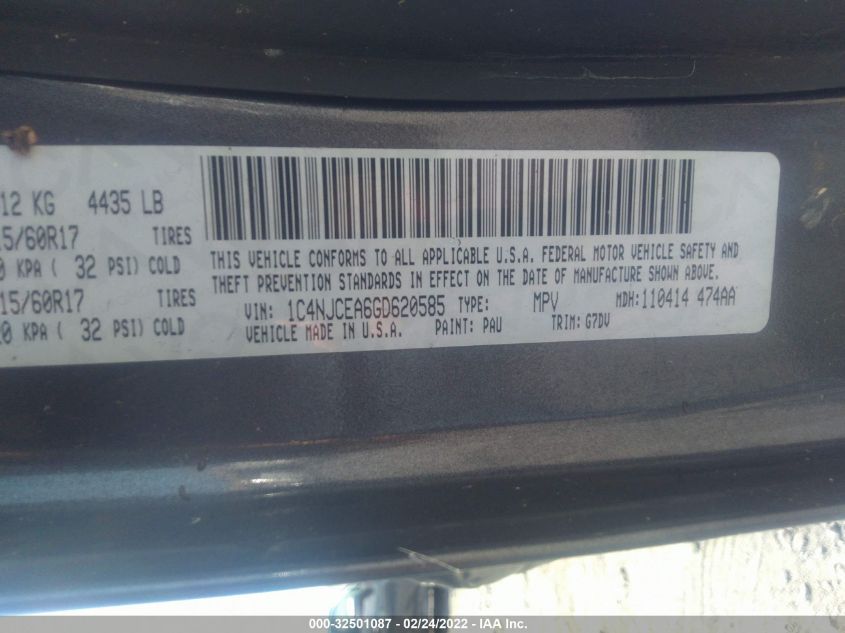 12 KG 4435 LB
15/60R17 TIRES
0 KPA ( 32 PSI) COLD
15/60R17 TIRES
20 KPA ( 32 PSI) COLD
THIS VEHICLE CONFORMS TO ALL APPLICABLE U.S.A. FEDERAL MOTOR VEHICLE SAFETY AND
THEFT PREVENTION STANDARDS IN EFFECT ON THE DATE OF MANUFACTURE SHOWN ABOVE.
VIN: 1C4NJCEA6GD620585 TYPE: MPV MDH:110414 474AA
VEHICLE MADE IN U.S.A. PAINT: PAU TRIM: G7DV
000-32501087 - 02/24/2022 - IAA Inc.